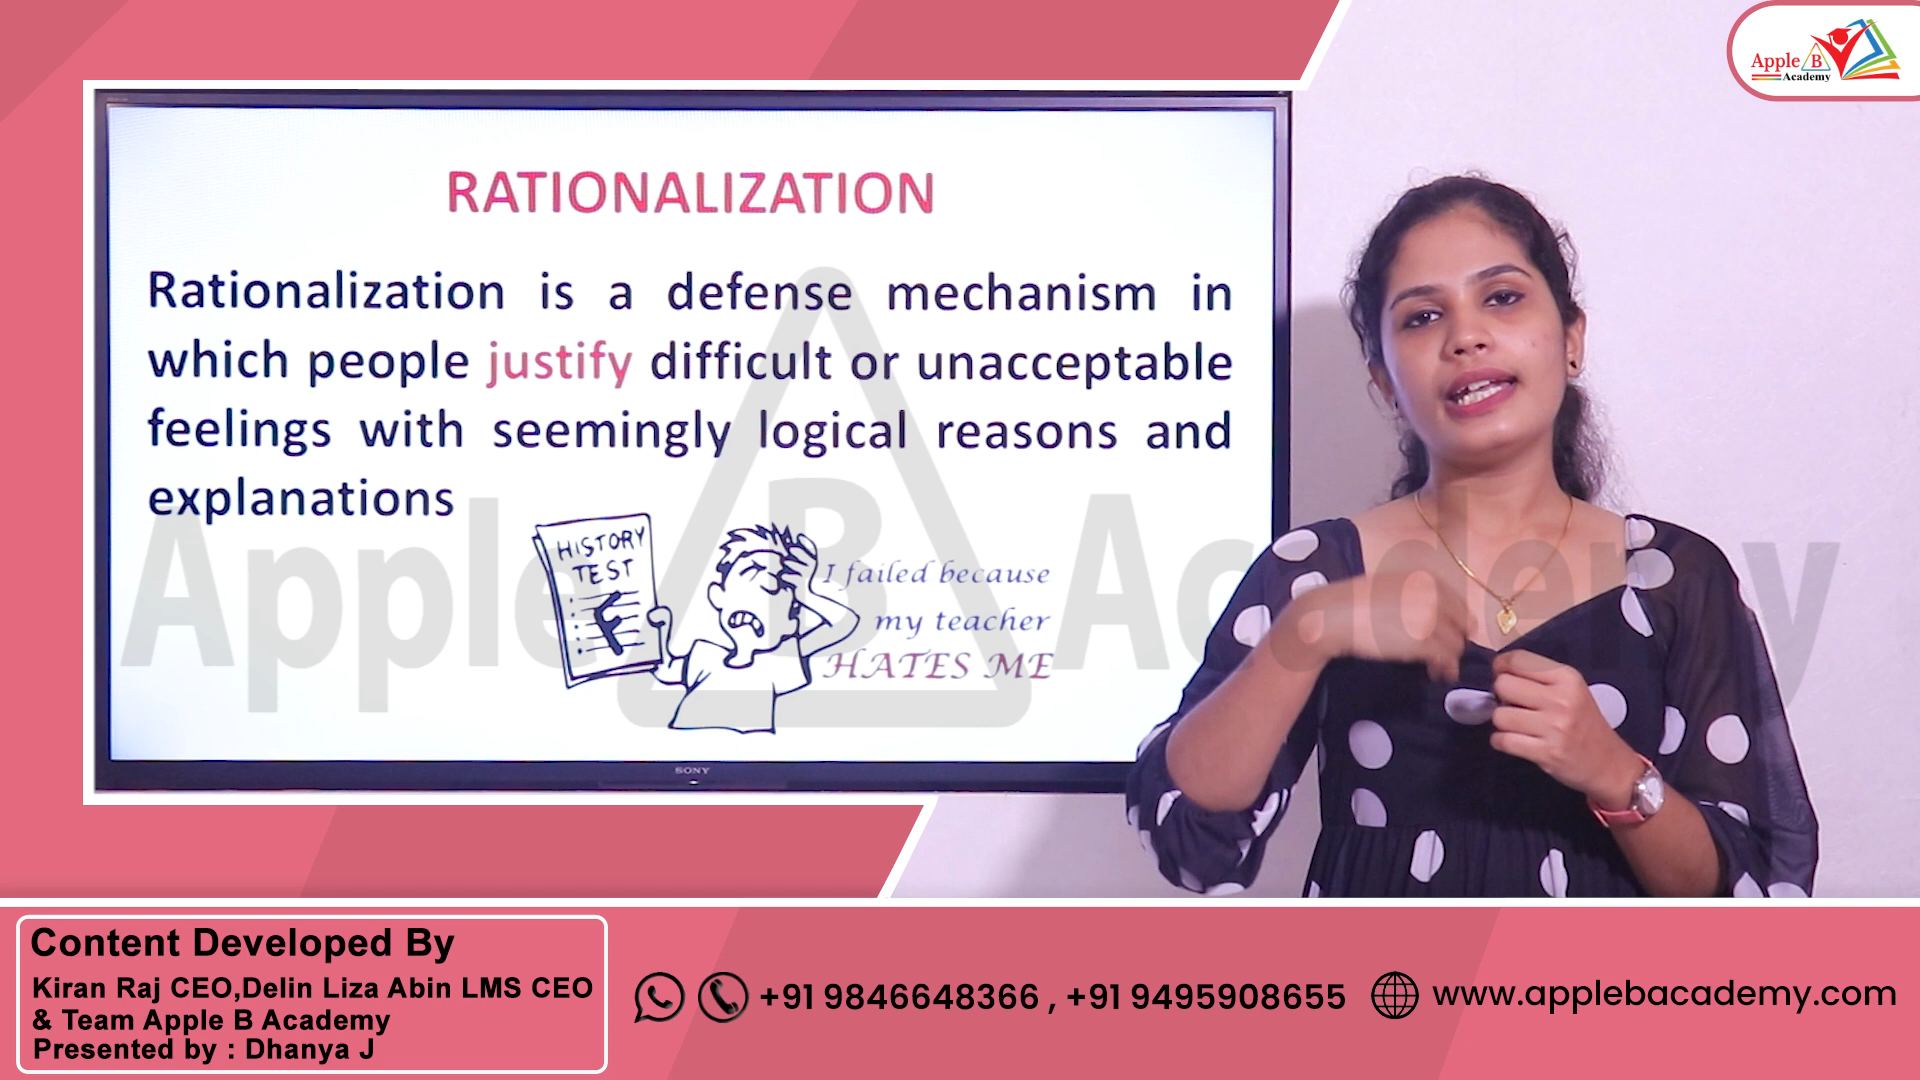 Apple B
Academy
RATIONALIZATION
Rationalization is a defense mechanism in
which people justify difficult or unacceptable
feelings with seemingly logical reasons and
explanations
HISTORY
TEST
F
I failed because
my teacher
HATES ME
Apple B Academy
SONY
Content Developed By
Kiran Raj CEO,Delin Liza Abin LMS CEO
& Team Apple B Academy
Presented by : Dhanya J
+91 9846648366 , +91 9495908655
www.applebacademy.com